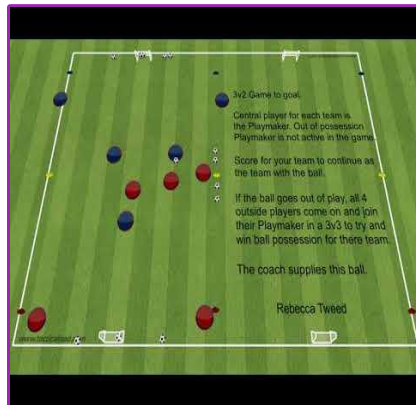 3v2 Game to goal.
Central player for each team is
the Playmaker. Out of possession
Playmaker is not active in the game.
Score for your team to continue as
the team with the ball.
If the ball goes out of play, all 4
outside players come on and join
their Playmaker in a 3v3 to try and
win ball possession for there team.
The coach supplies this ball.
Rebecca Tweed